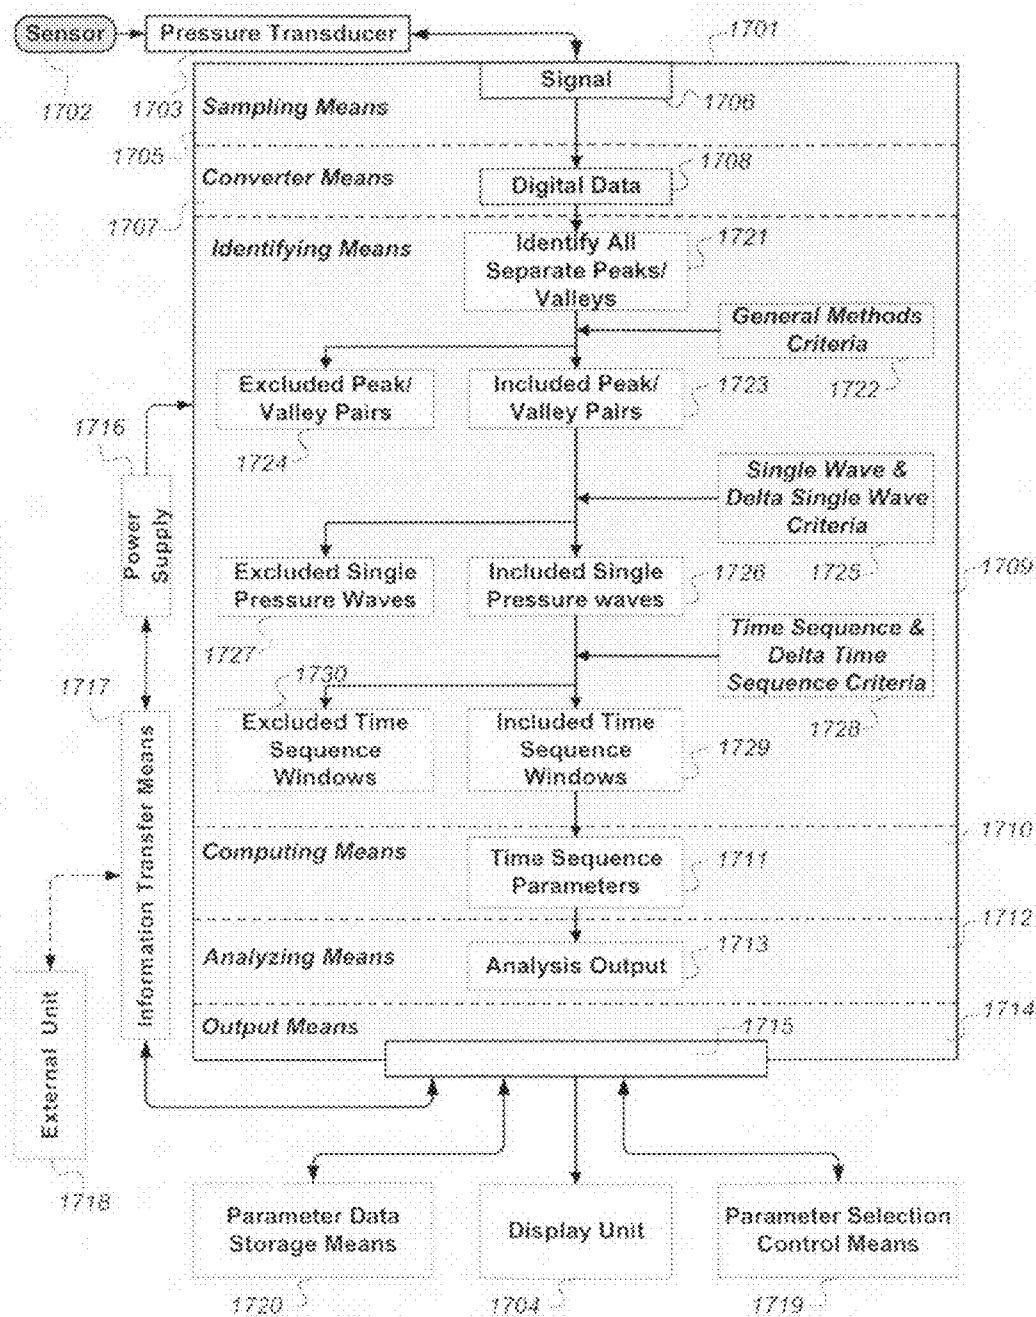 Sensor
Pressure Transducer
1701
1702
1703
Signal
1706
Sampling Means
1705
Converter Means
Digital Data
1708
1707
Identifying Means
Identify All
Separate Peaks/
Valleys
1721
General Methods
Criteria
1722
Excluded Peak/
Valley Pairs
1724
Included Peak/
Valley Pairs
1723
1716
Power
Supply
Single Wave &
Delta Single Wave
Criteria
1725
1709
Excluded Single
Pressure Waves
1727
Included Single
Pressure waves
1726
Time Sequence &
Delta Time
Sequence Criteria
1728
1730
Excluded Time
Sequence
Windows
Included Time
Sequence
Windows
1729
1717
Information Transfer Means
1710
Computing Means
Time Sequence
Parameters
1711
1712
Analyzing Means
Analysis Output
1713
1714
Output Means
1715
External Unit
1718
Parameter Data
Storage Means
1720
Display Unit
1704
Parameter Selection
Control Means
1719